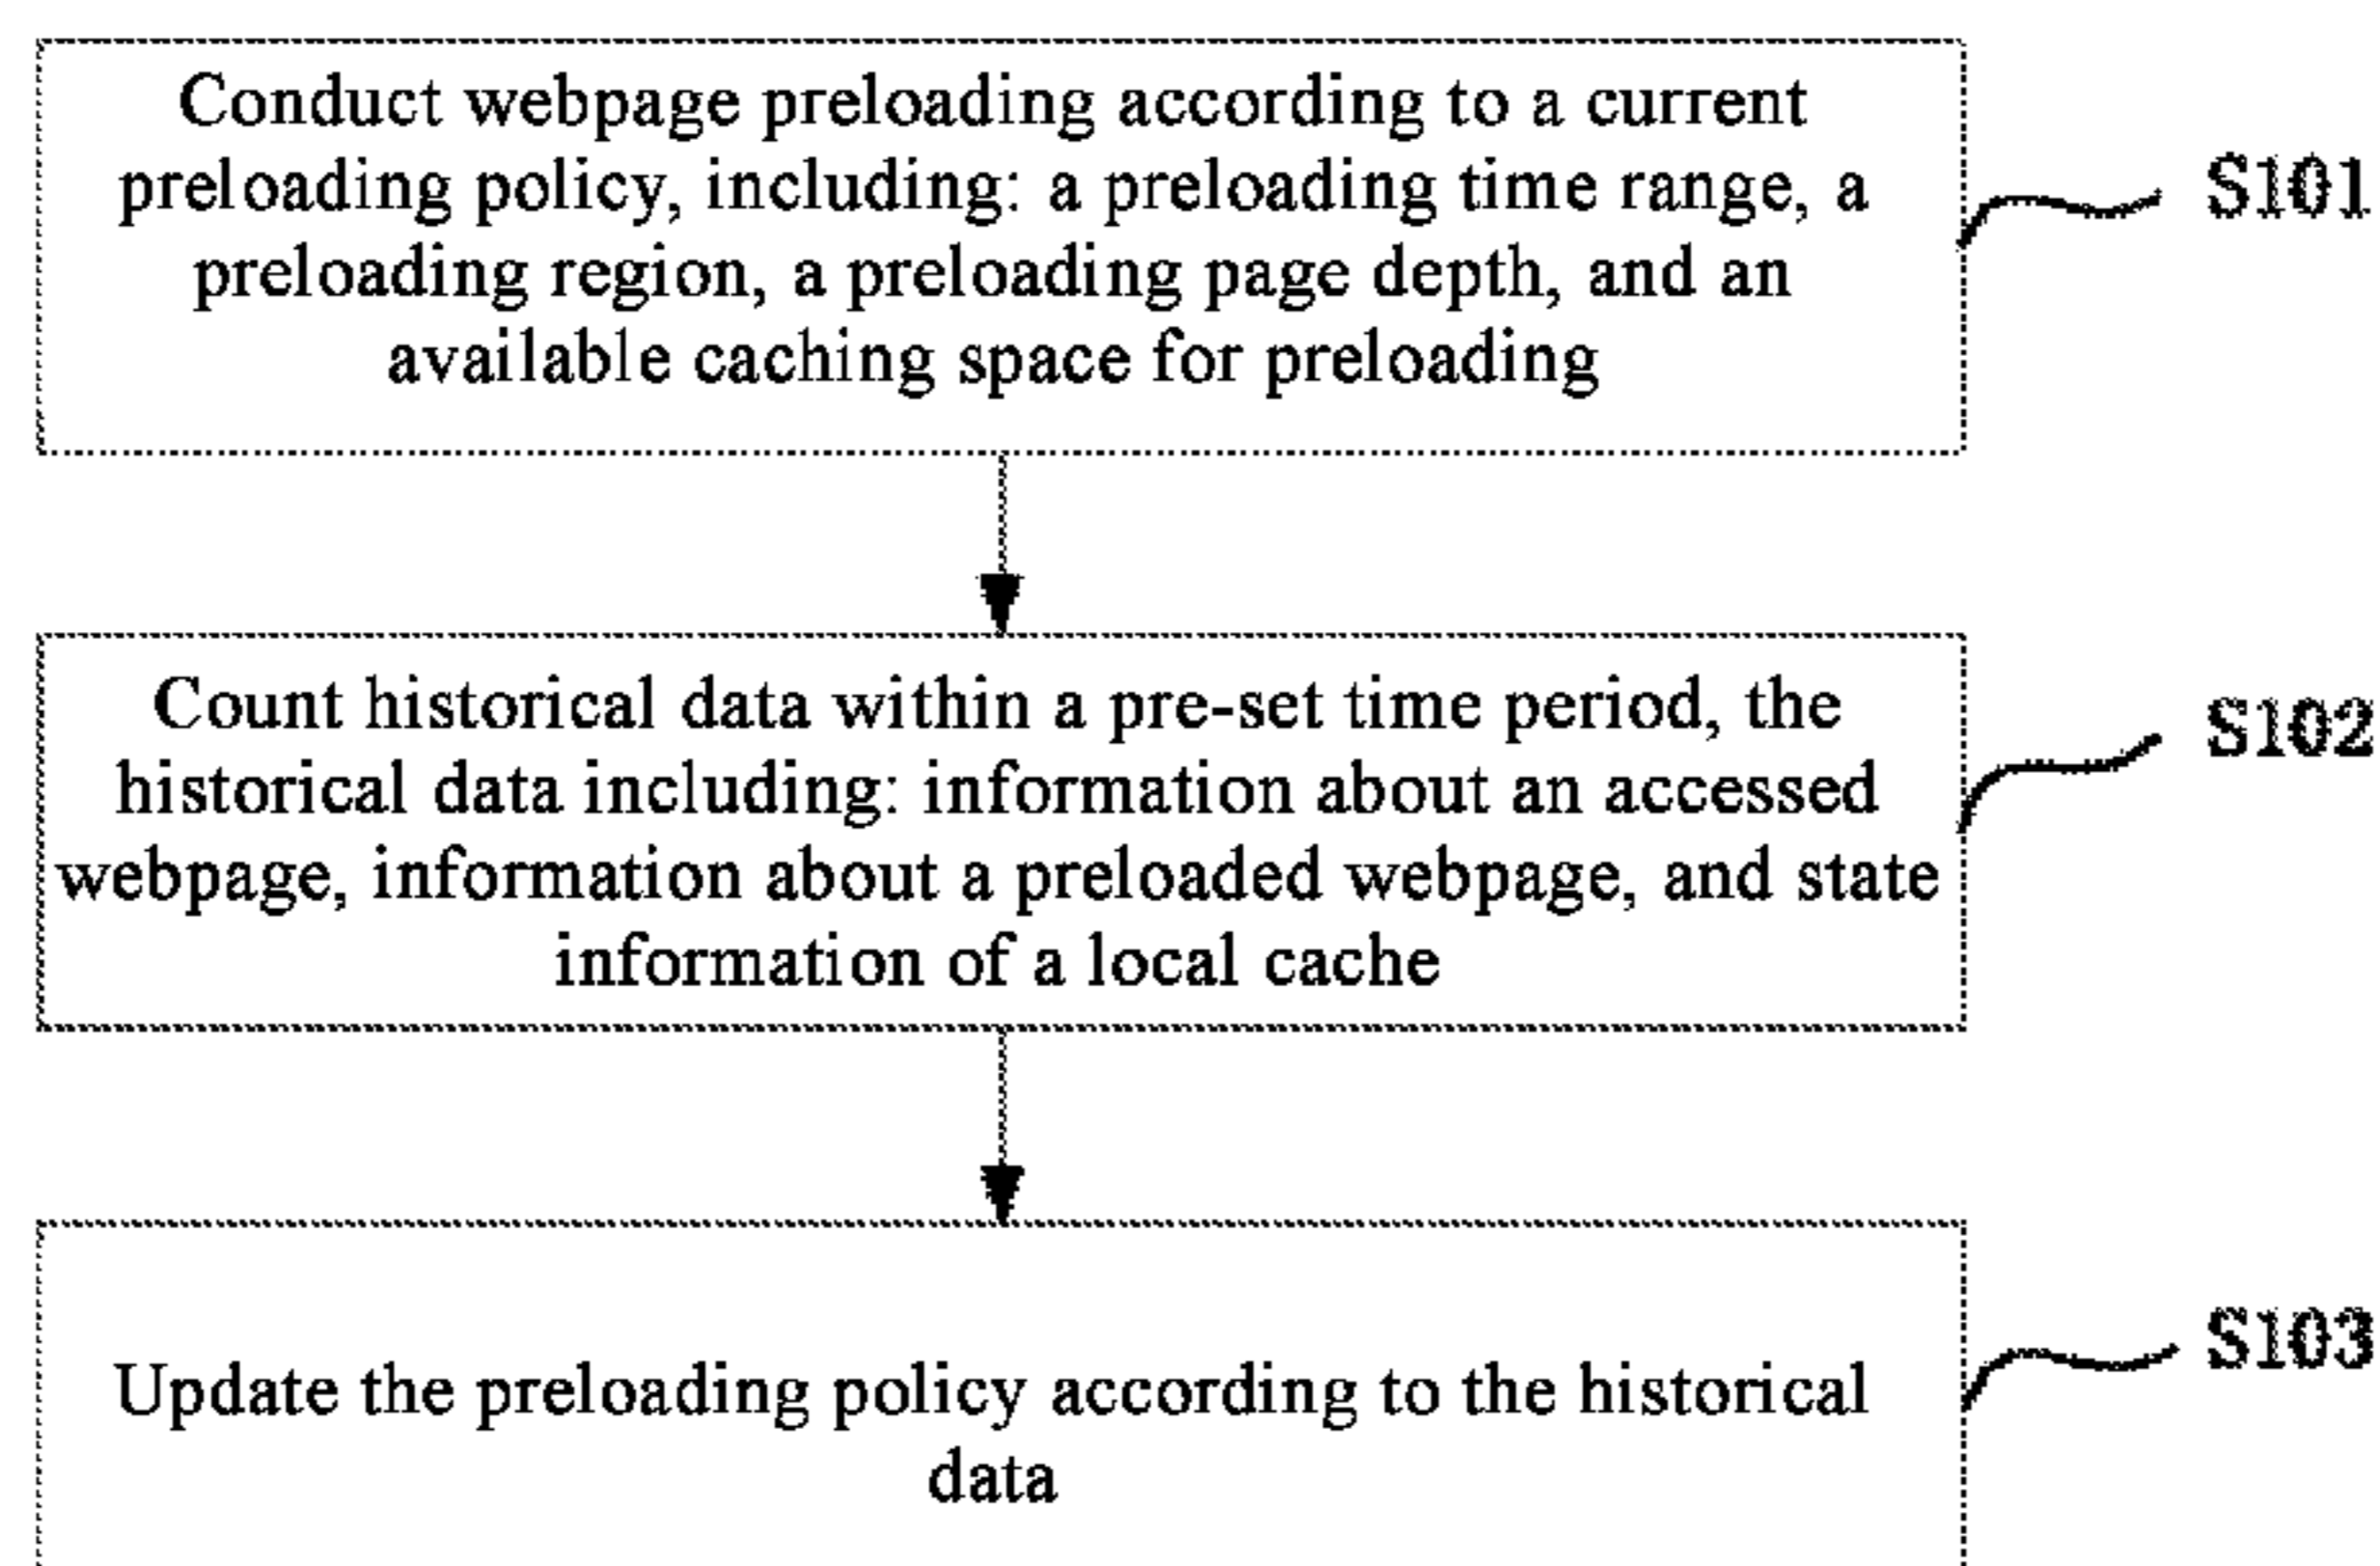 Conduct webpage preloading according to a current
preloading policy, including: a preloading time range, a
preloading region, a preloading page depth, and an
available caching space for preloading
S101
Count historical data within a pre-set time period, the
historical data including: information about an accessed
webpage, information about a preloaded webpage, and state
information of a local cache
S102
Update the preloading policy according to the historical
data
S103